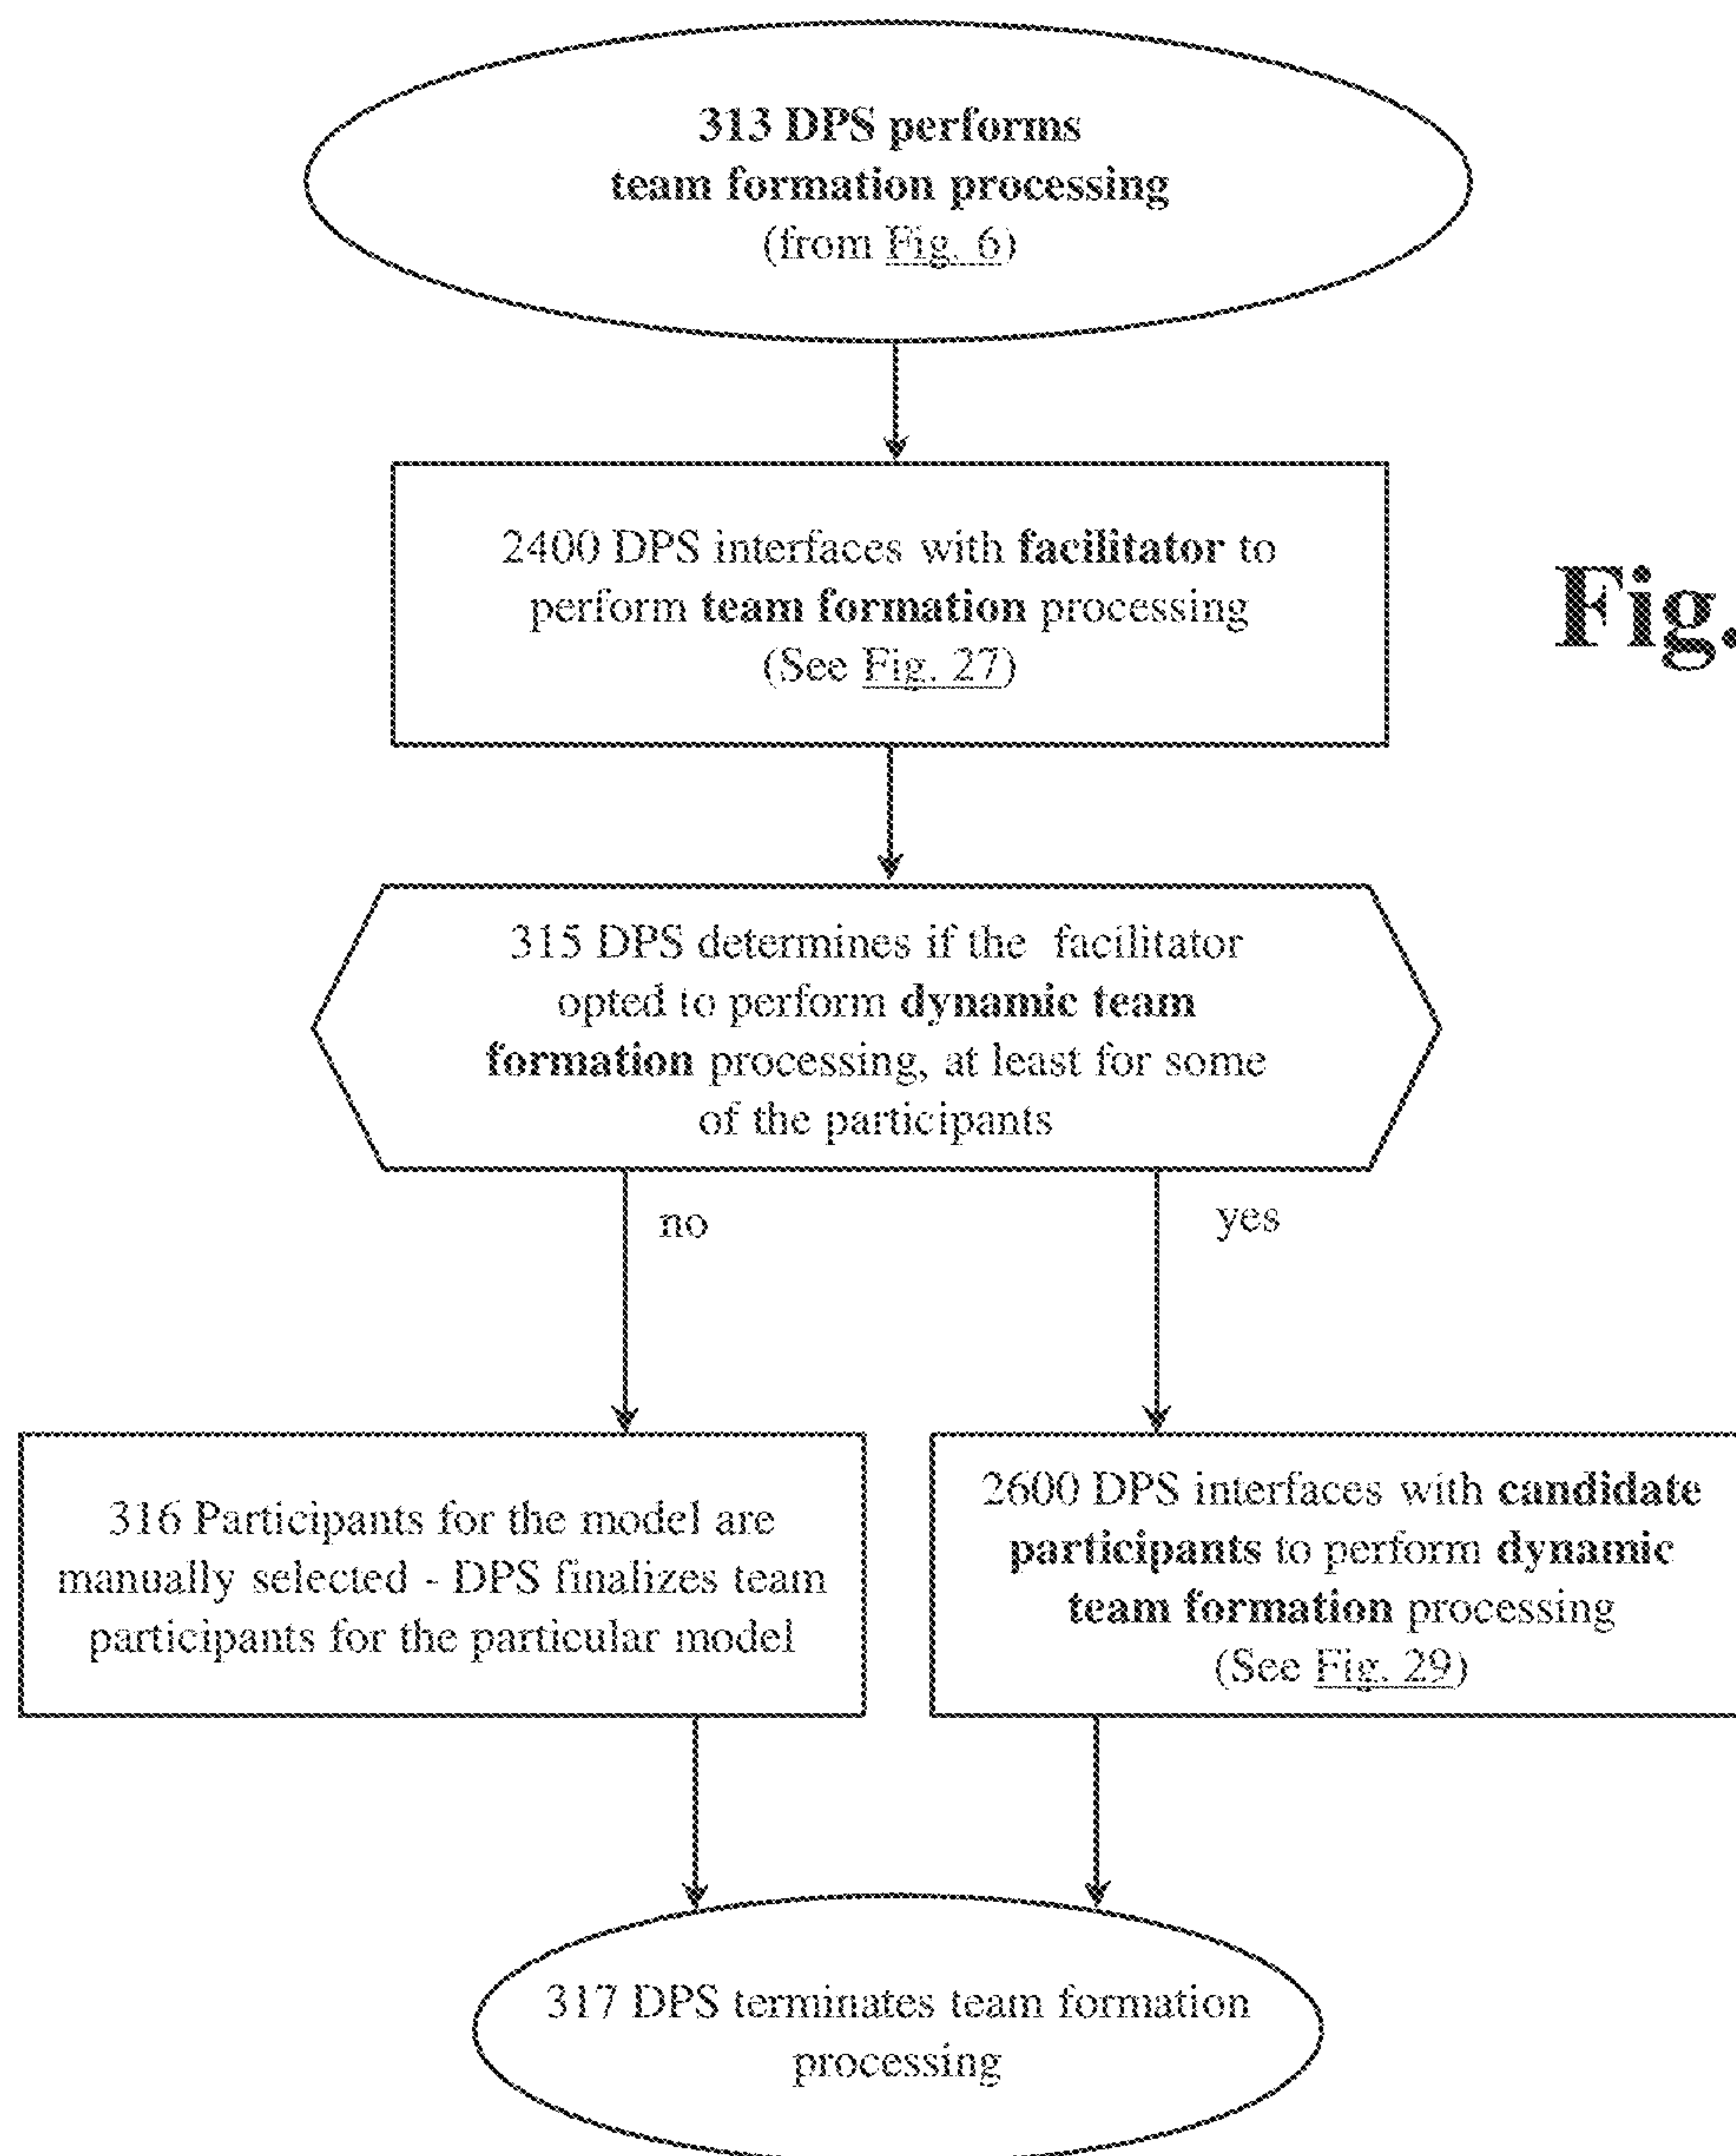 313 DPS performs
team formation processing
(from Fig. 6)
2400 DPS interfaces with facilitator to
perform team formation processing
(See Fig. 27)
Fig.
315 DPS determines if the facilitator
opted to perform dynamic team
formation processing, at least for some
of the participants
no
yes
316 Participants for the model are
manually selected - DPS finalizes team
participants for the particular model
2600 DPS interfaces with candidate
participants to perform dynamic
team formation processing
(See Fig. 29)
317 DPS terminates team formation
processing